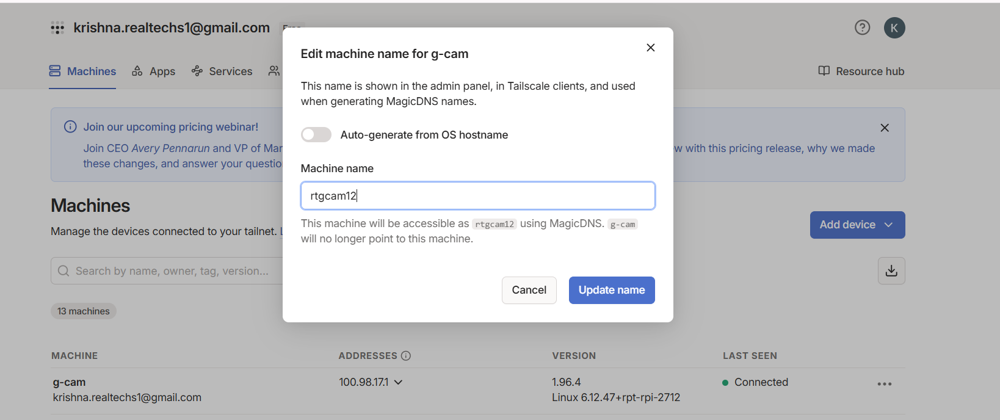 krishna.realtechs1@gmail.com
K
Machines Apps Services
Resource hub
Join our upcoming pricing webinar!
Join CEO Avery Pennarun and VP of Mar
w with this pricing release, why we made
these changes, and answer your questio
Machines
Manage the devices connected to your tailnet.
Add device
Search by name, owner, tag, version...
13 machines
Edit machine name for g-cam
This name is shown in the admin panel, in Tailscale clients, and used
when generating MagicDNS names.
Auto-generate from OS hostname
Machine name
rtgcam12
This machine will be accessible as rtgcam12 using MagicDNS. g-cam
will no longer point to this machine.
Cancel Update name
MACHINE ADDRESSES VERSION LAST SEEN
g-cam 100.98.17.1 1.96.4 Connected
krishna.realtechs1@gmail.com Linux 6.12.47+rpt-rpi-2712